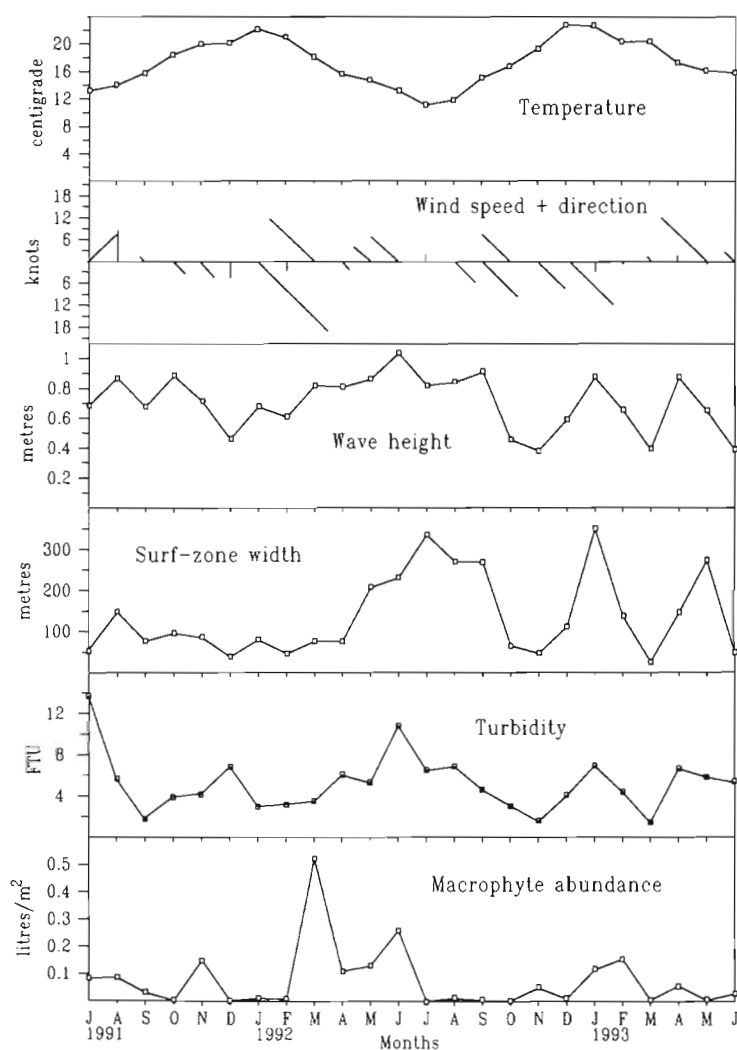 20
16
12
8
4
centigrade
Temperature
18
12
6
6
12
18
knots
Wind speed + direction
1
0.8
0.6
0.4
0.2
metres
Wave height
300
200
100
metres
Surf-zone width
12
8
4
FTU
Turbidity
0.5
0.4
0.3
0.2
0.1
litres/m²
Macrophyte abundance
J A S O N D J F M A M J J A S O N D J F M A M J
1991 1992 1993
Months